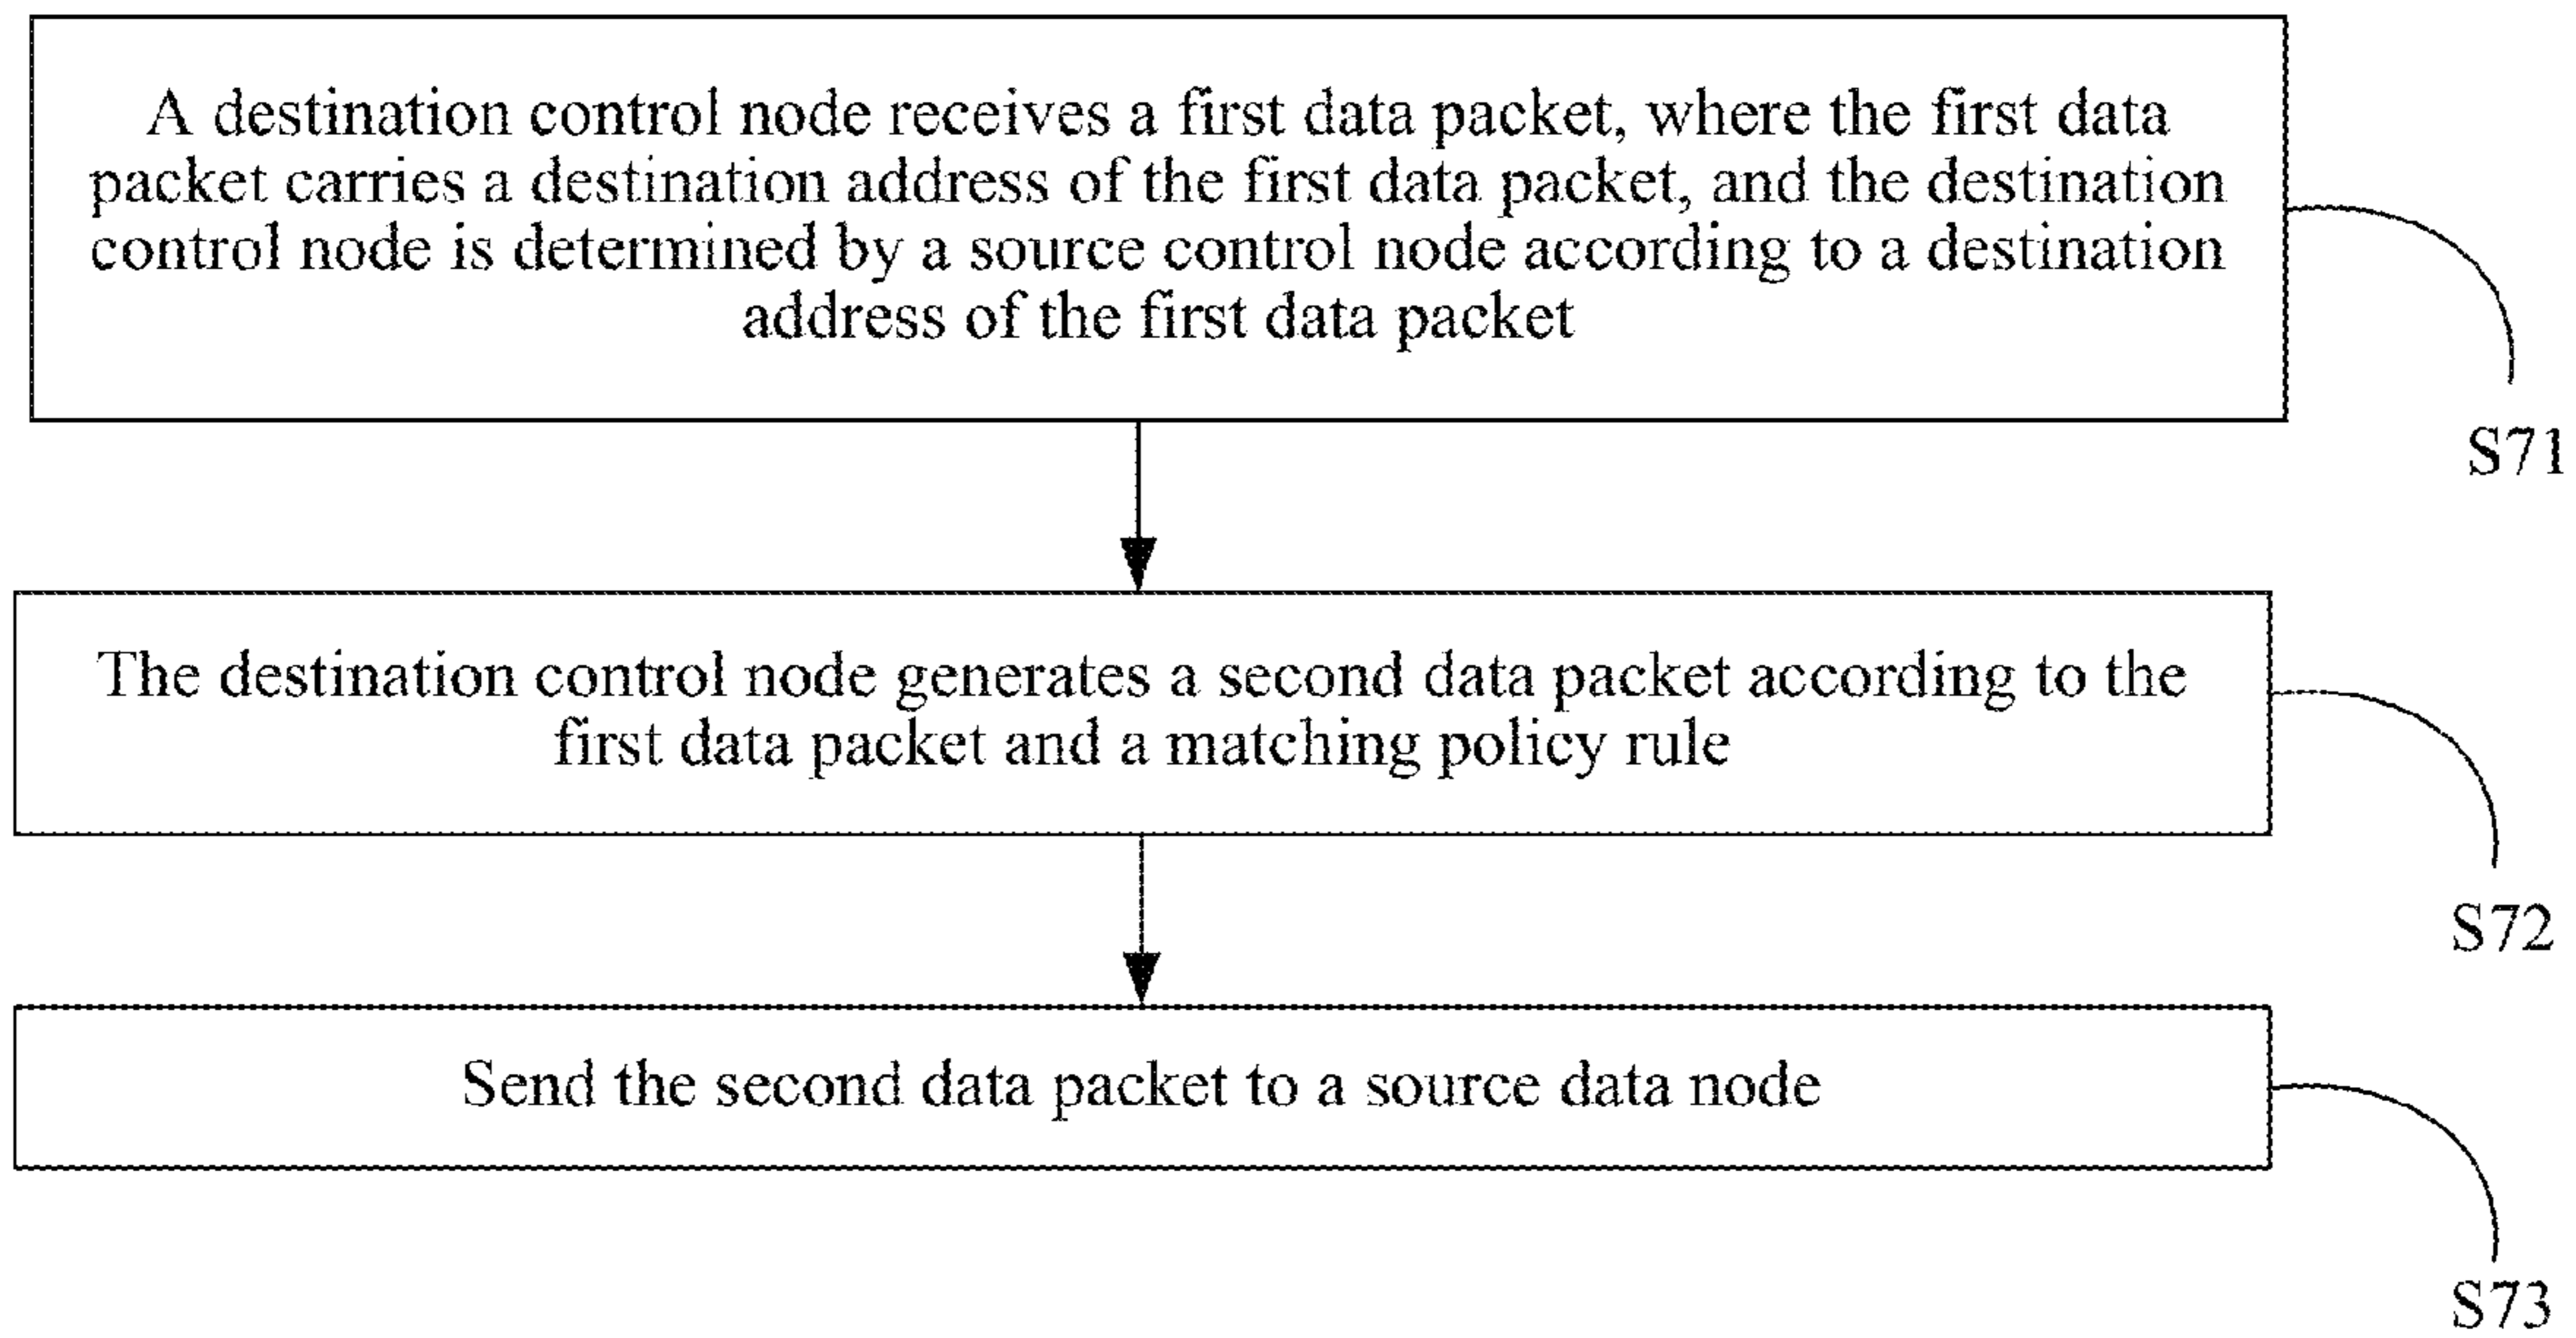 A destination control node receives a first data packet, where the first data
packet carries a destination address of the first data packet, and the destination
control node is determined by a source control node according to a destination
address of the first data packet
S71
The destination control node generates a second data packet according to the
first data packet and a matching policy rule
S72
Send the second data packet to a source data node
S73